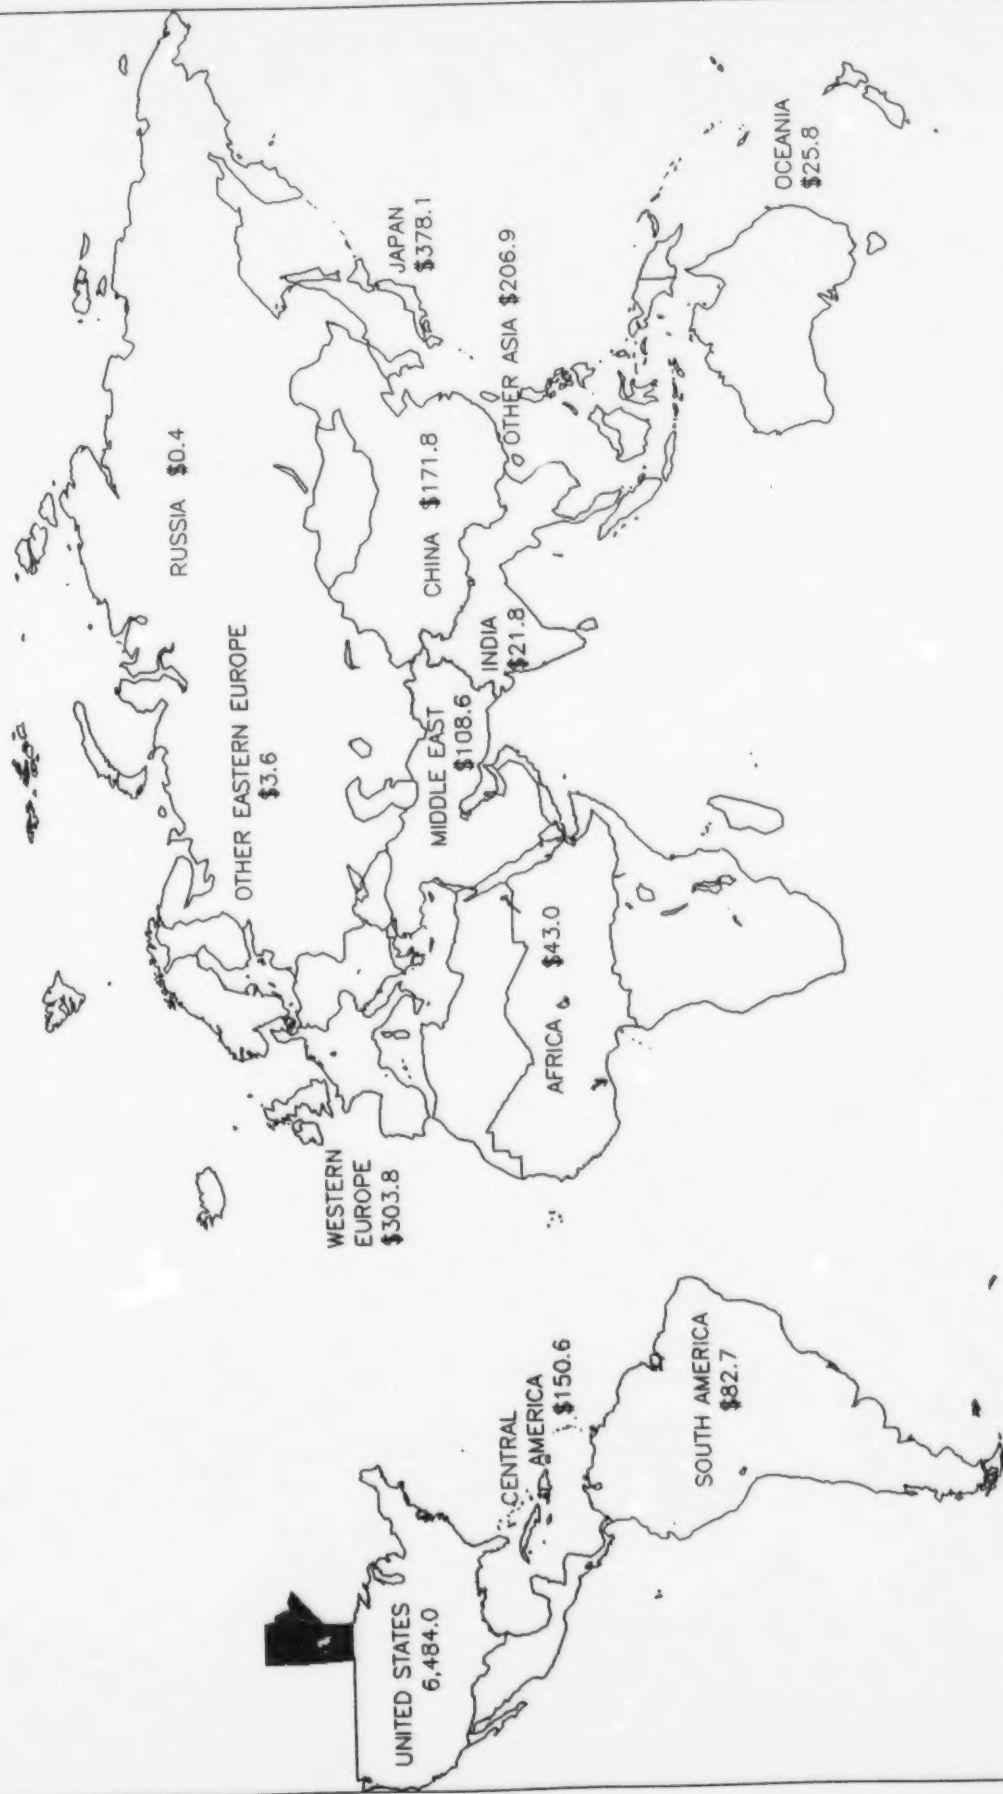 RUSSIA $0.4
OTHER EASTERN EUROPE
$3.6
WESTERN
EUROPE
$303.8
JAPAN
$378.1
UNITED STATES
6,484.0
CHINA $171.8
MIDDLE EAST
$108.6
INDIA
$21.8
OTHER ASIA $206.9
CENTRAL
AMERICA
$150.6
AFRICA $43.0
SOUTH AMERICA
$82.7
OCEANIA
$25.8